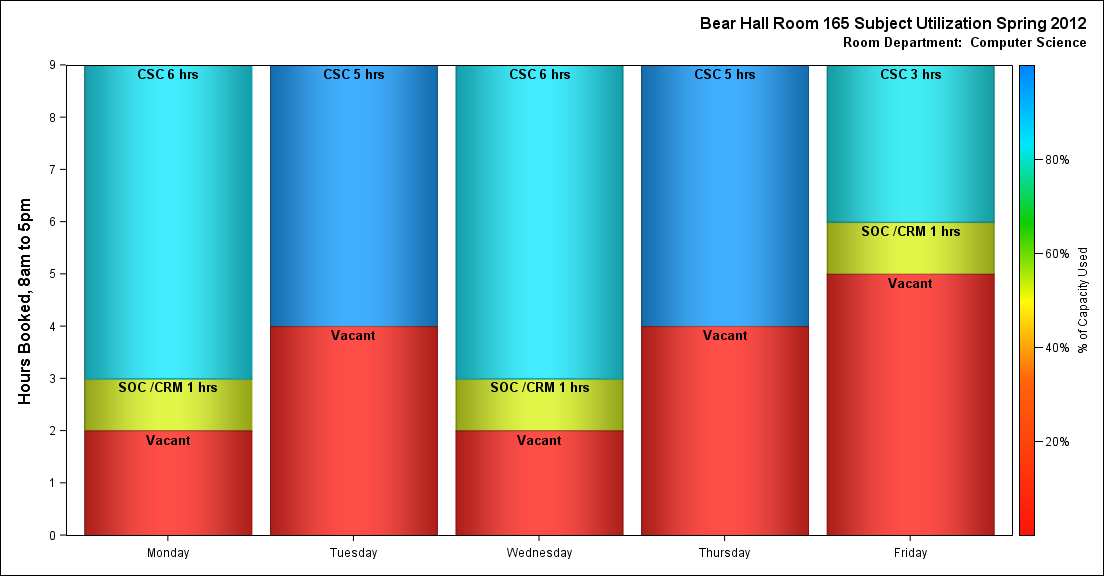 Bear Hall Room 165 Subject Utilization Spring 2012
Room Department:  Computer Science
Hours Booked, 8am to 5pm
9
8
7
6
5
4
3
2
1
0
CSC 6 hrs
SOC /CRM 1 hrs
Vacant
CSC 5 hrs
Vacant
CSC 6 hrs
SOC /CRM 1 hrs
Vacant
CSC 5 hrs
Vacant
CSC 3 hrs
SOC /CRM 1 hrs
Vacant
Monday
Tuesday
Wednesday
Thursday
Friday
80%
60%
40%
20%
% of Capacity Used